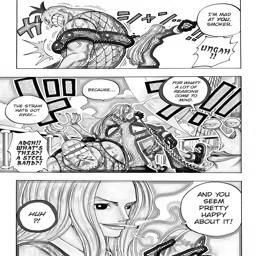 I'M MAD
AT YOU,
SMOKER.
UNGAH
!?
FOR WHAT?
A LOT OF
REASONS
COME TO
MIND.
BECAUSE...
THE STRAW
HATS GOT
AWAY...
AGGH!!
WHAT'S
THIS?!
A STEEL
BAND?!
AND YOU
SEEM
PRETTY
HAPPY
ABOUT IT!
HUH
??